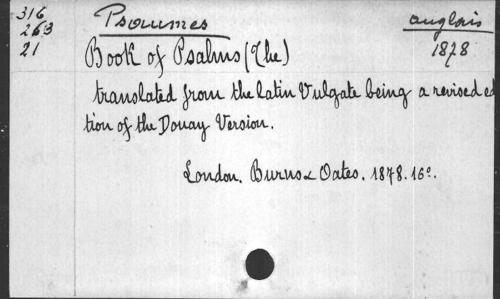 316 Psaumes anglais
263 1878
21 Book of Psalms (The)
translated from the latin Vulgate being a revised edi
tion of the Douay Version.
London. Burns & Oates. 1878. 16º.